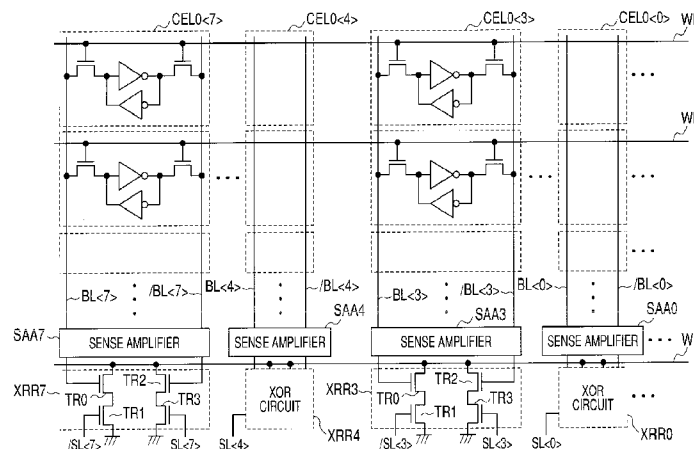 CEL0<7> CEL0<4> CEL0<3> CEL0<0>
BL<7> /BL<7> BL<4> /BL<4> BL<3> /BL<3> BL<0> /BL<0>
SAA7 SENSE AMPLIFIER SENSE AMPLIFIER SAA4 SENSE AMPLIFIER SAA3 SENSE AMPLIFIER SAA0
XRR7 TR0 TR2 TR1 TR3 XOR CIRCUIT XRR4 XRR3 TR0 TR2 TR1 TR3 XOR CIRCUIT XRR0
/SL<7> SL<7> SL<4> /SL<3> SL<3> SL<0>